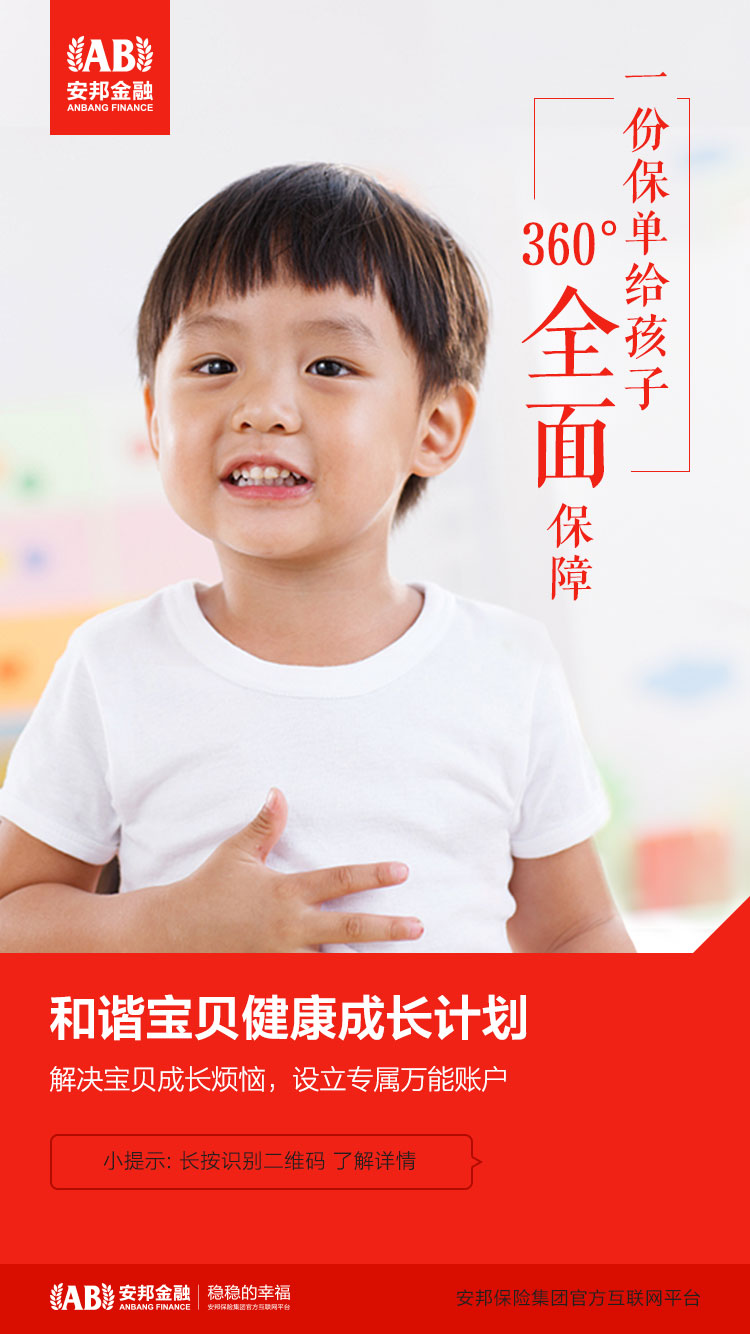 AB
安邦金融
ANBANG FINANCE
一份保单给孩子
360°
全面
保障
和谐宝贝健康成长计划
解决宝贝成长烦恼，设立专属万能账户
小提示: 长按识别二维码 了解详情
AB 安邦金融
ANBANG FINANCE
稳稳的幸福
安邦保险集团官方互联网平台
安邦保险集团官方互联网平台